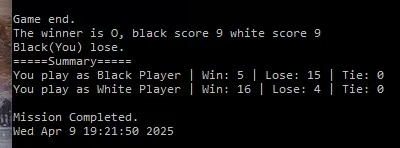 Game end.
The winner is O, black score 9 white score 9
Black(You) lose.
=====Summary=====
You play as Black Player | Win: 5 | Lose: 15 | Tie: 0
You play as White Player | Win: 16 | Lose: 4 | Tie: 0
Mission Completed.
Wed Apr 9 19:21:50 2025